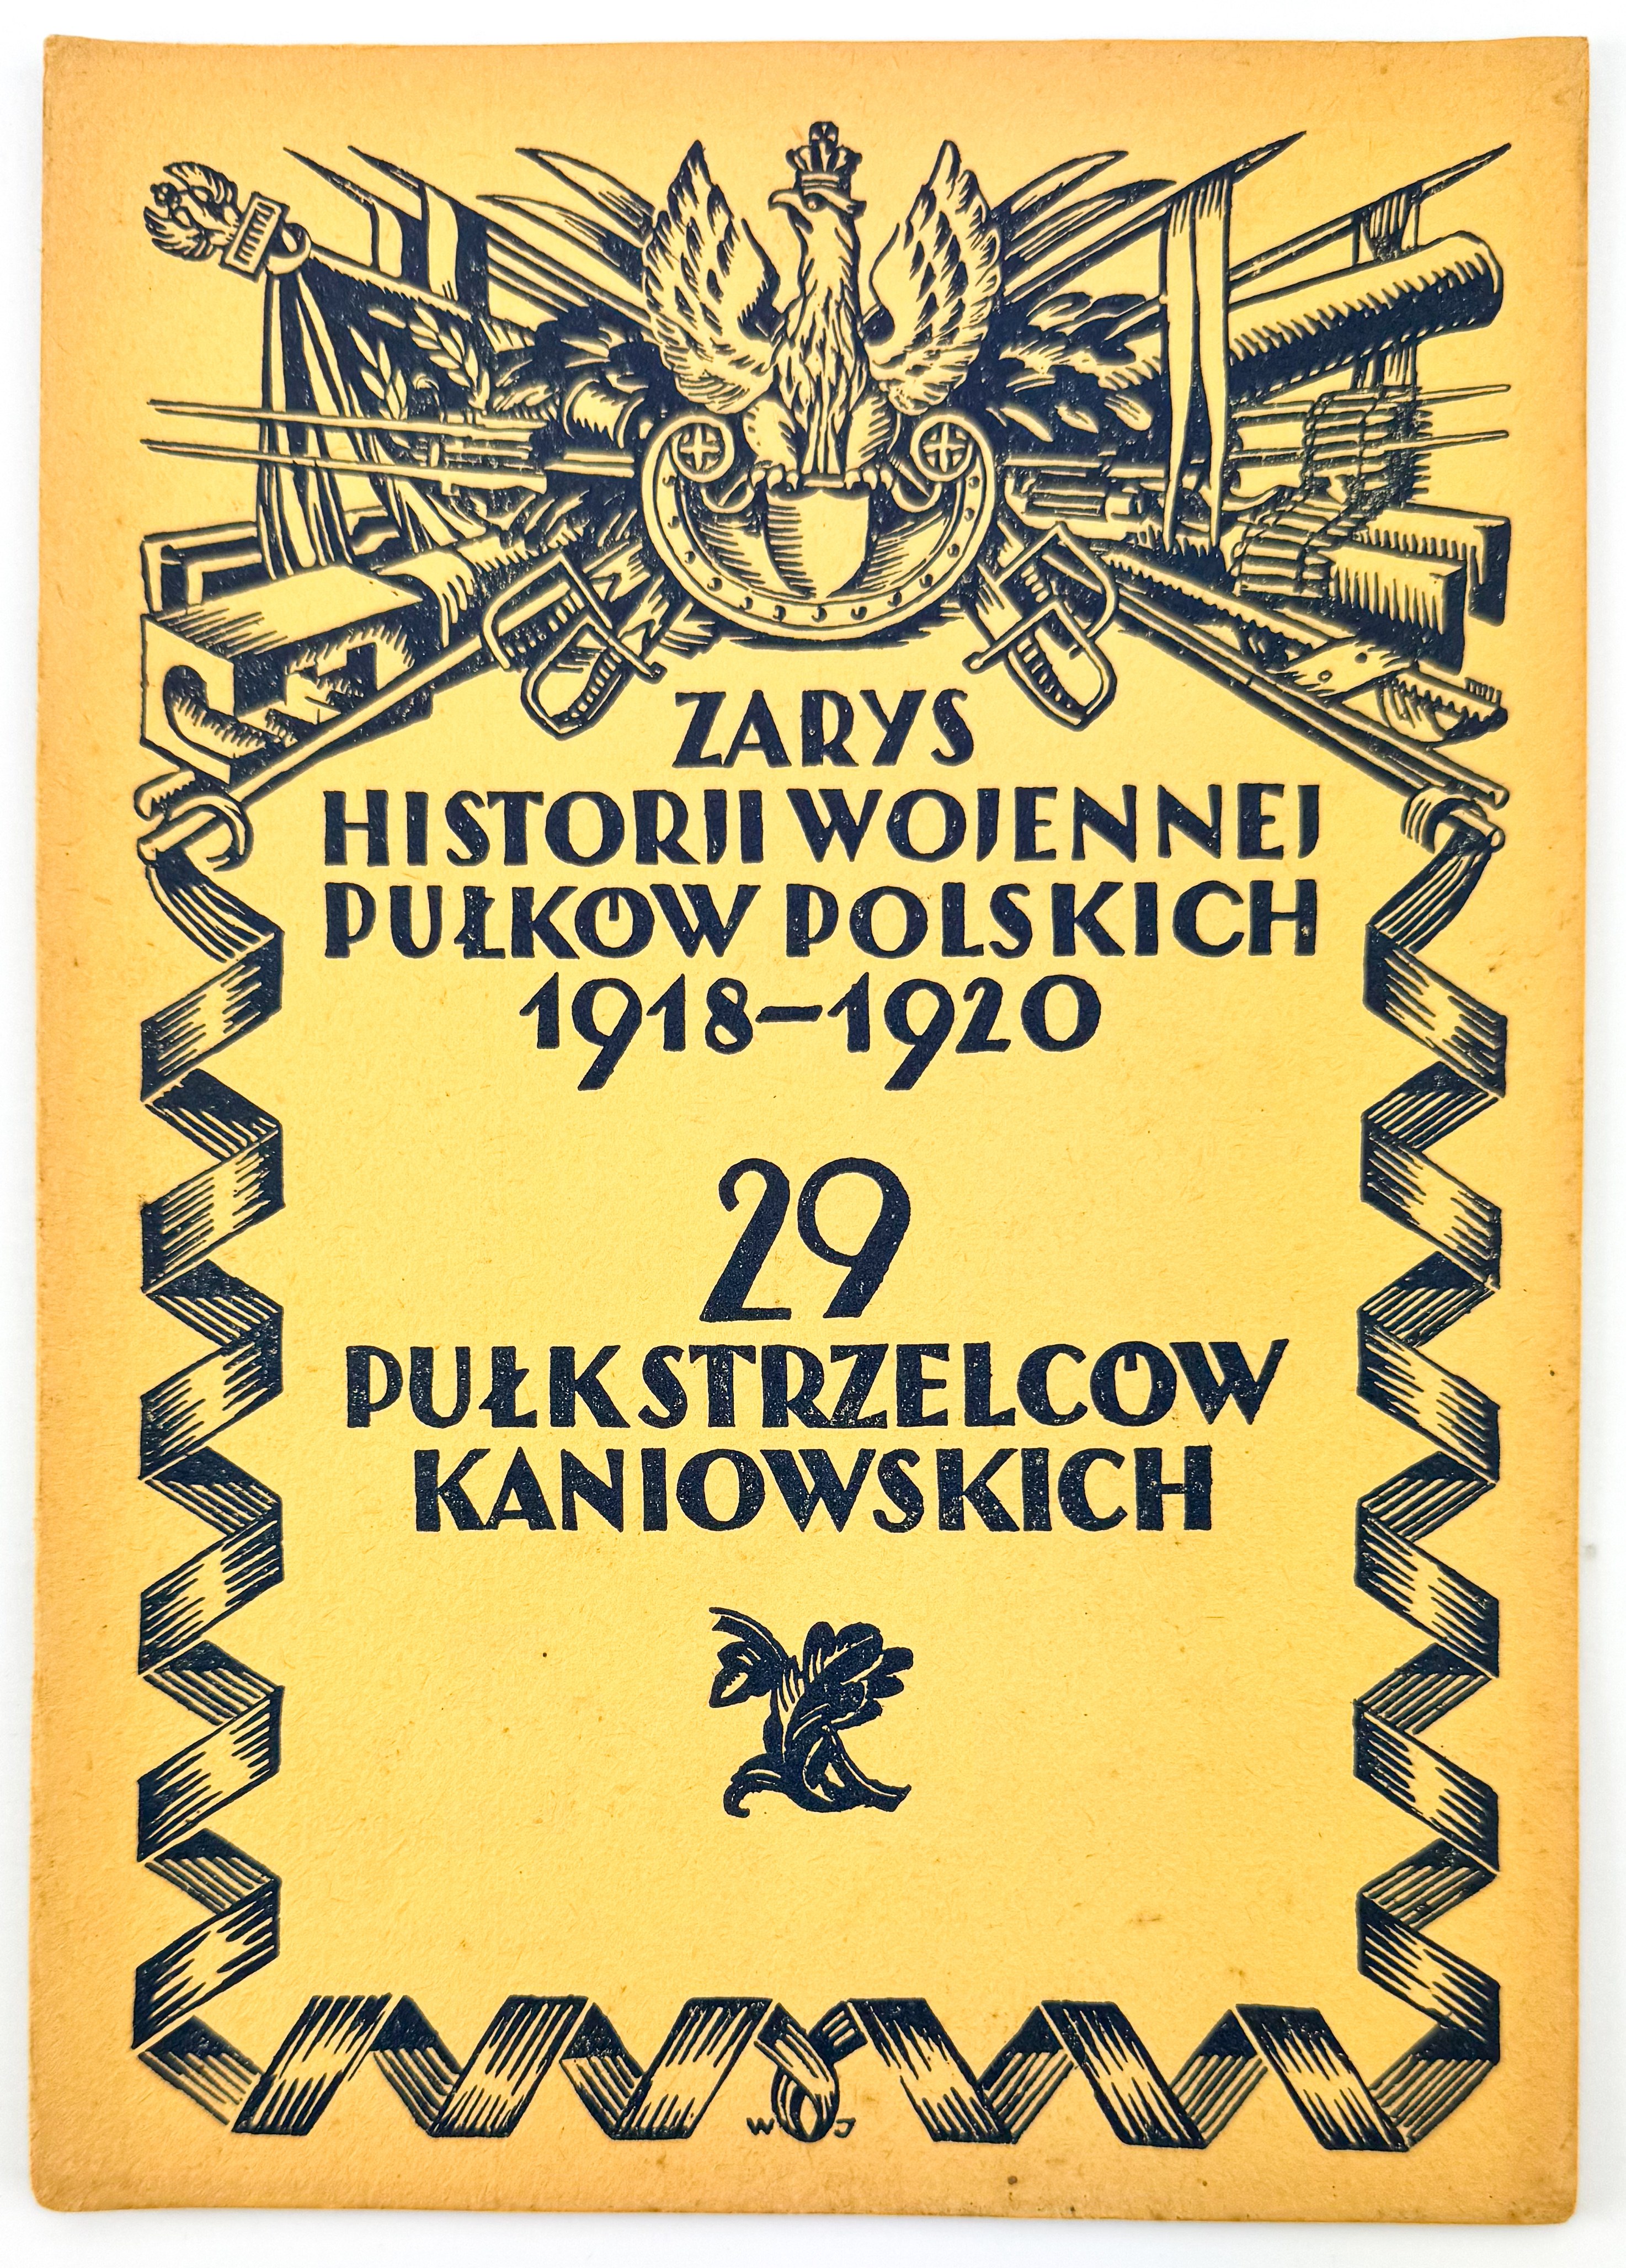 ZARYS
HISTORJI WOJENNEJ
PUŁKÓW POLSKICH
1918–1920
29
PUŁK STRZELCÓW
KANIOWSKICH
W J